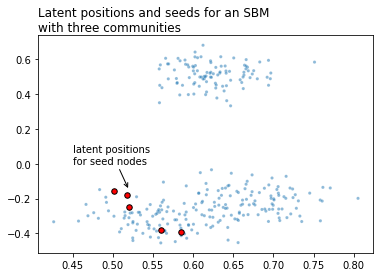 Latent positions and seeds for an SBM
with three communities
0.6
0.4
0.2
0.0
−0.2
−0.4
latent positions
for seed nodes
0.45 0.50 0.55 0.60 0.65 0.70 0.75 0.80